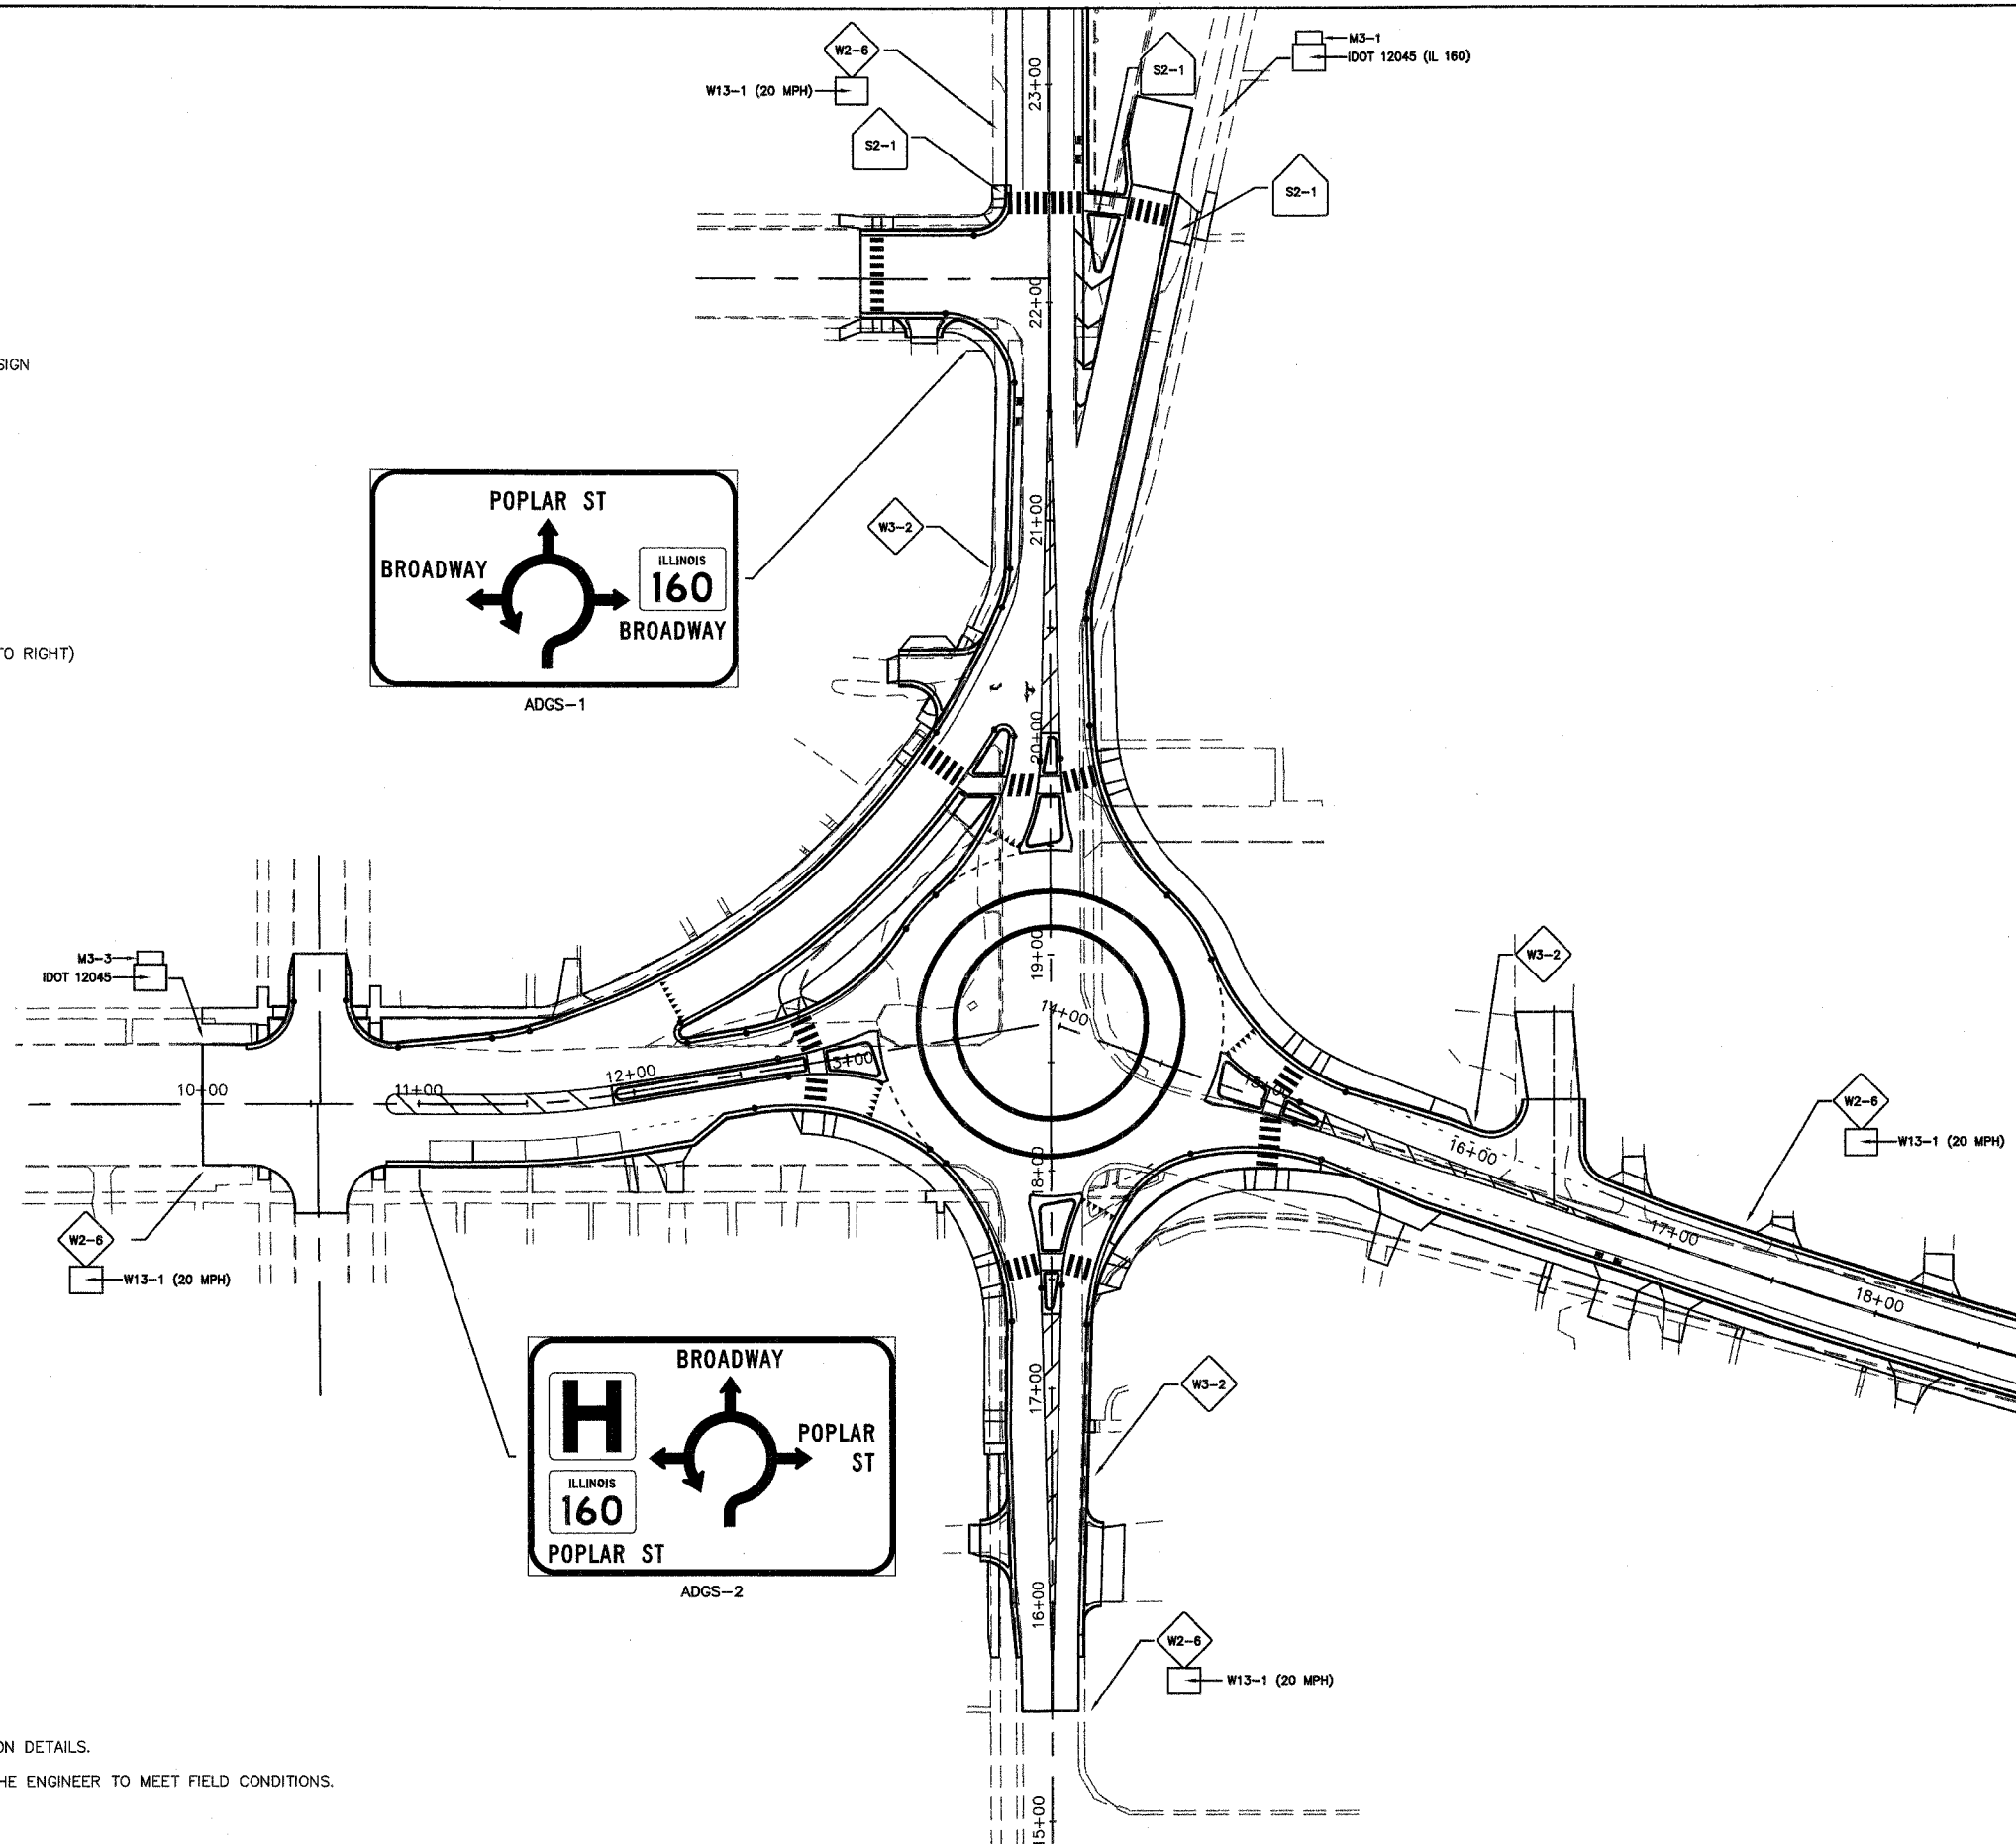 W2-6
W13-1 (20 MPH)
S2-1
S2-1
M3-1
IDOT 12045 (IL 160)
S2-1
23+00
22+00
SIGN
POPLAR ST
BROADWAY
ILLINOIS
160
BROADWAY
ADGS-1
W3-2
21+00
TO RIGHT)
20+00
M3-3
IDOT 12045
19+00
14+00
W3-2
10+00
11+00
12+00
13+00
15+00
16+00
W2-6
W13-1 (20 MPH)
17+00
18+00
18+00
W2-6
W13-1 (20 MPH)
BROADWAY
H
POPLAR
ST
ILLINOIS
160
POPLAR ST
ADGS-2
17+00
W3-2
16+00
W2-6
W13-1 (20 MPH)
ON DETAILS.
HE ENGINEER TO MEET FIELD CONDITIONS.
15+00